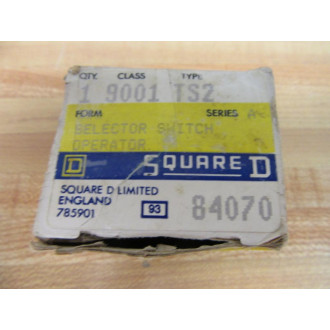 QTY. CLASS TYPE
1 9001 TS2
FORM SERIES
SELECTOR SWITCH
OPERATOR
D SQUARE D
SQUARE D LIMITED
ENGLAND
785901 93 84070